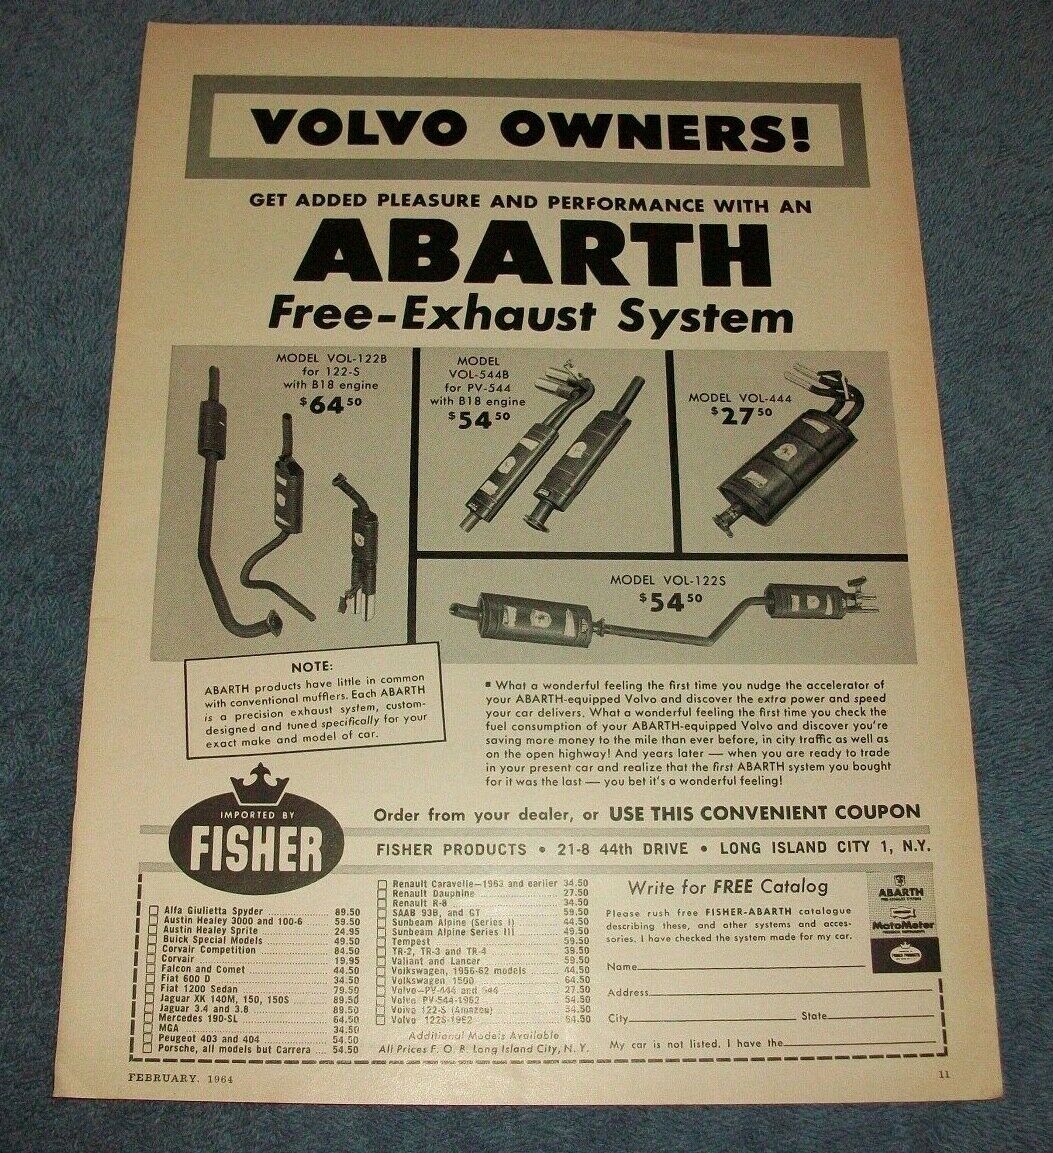 VOLVO OWNERS!
GET ADDED PLEASURE AND PERFORMANCE WITH AN
ABARTH
Free-Exhaust System
MODEL VOL-122B
for 122-S
with B18 engine
$64 50
MODEL
VOL-544B
for PV-544
with B18 engine
$54 50
MODEL VOL-444
$27 50
MODEL VOL-122S
$54 50
NOTE:
ABARTH products have little in common
with conventional mufflers. Each ABARTH
is a precision exhaust system, custom-
designed and tuned specifically for your
exact make and model of car.
■ What a wonderful feeling the first time you nudge the accelerator of
your ABARTH-equipped Volvo and discover the extra power and speed
your car delivers. What a wonderful feeling the first time you check the
fuel consumption of your ABARTH-equipped Volvo and discover you're
saving more money to the mile than ever before, in city traffic as well as
on the open highway! And years later — when you are ready to trade
in your present car and realize that the first ABARTH system you bought
for it was the last — you bet it's a wonderful feeling!
IMPORTED BY
FISHER
Order from your dealer, or USE THIS CONVENIENT COUPON
FISHER PRODUCTS • 21-8 44th DRIVE • LONG ISLAND CITY 1, N.Y.
Alfa Giulietta Spyder 89.50
Austin Healey 3000 and 100-6 59.50
Austin Healey Sprite 24.95
Buick Special Models 49.50
Corvair Competition 84.50
Corvair 19.95
Falcon and Comet 44.50
Fiat 600 D 34.50
Fiat 1200 Sedan 79.50
Jaguar XK 140M, 150, 150S 89.50
Jaguar 3.4 and 3.8 89.50
Mercedes 190-SL 64.50
MGA 34.50
Peugeot 403 and 404 54.50
Porsche, all models but Carrera 54.50
Renault Caravelle—1963 and earlier 34.50
Renault Dauphine 27.50
Renault R-8 34.50
SAAB 93B, and GT 59.50
Sunbeam Alpine (Series I) 44.50
Sunbeam Alpine Series III 49.50
Tempest 59.50
TR-2, TR-3 and TR-4 39.50
Valiant and Lancer 59.50
Volkswagen, 1956-62 models 44.50
Volkswagen 1500 64.50
Volvo—PV-444 and 544 27.50
Volvo PV-544-1962 54.50
Volvo 122-S (Amazon) 54.50
Volvo 122S-1962 64.50
Additional Models Available
All Prices F. O. B. Long Island City, N. Y.
Write for FREE Catalog
Please rush free FISHER-ABARTH catalogue
describing these, and other systems and acces-
sories. I have checked the system made for my car.
Name
Address
City State
My car is not listed. I have the
ABARTH
MotoMeter
FEBRUARY, 1964
11